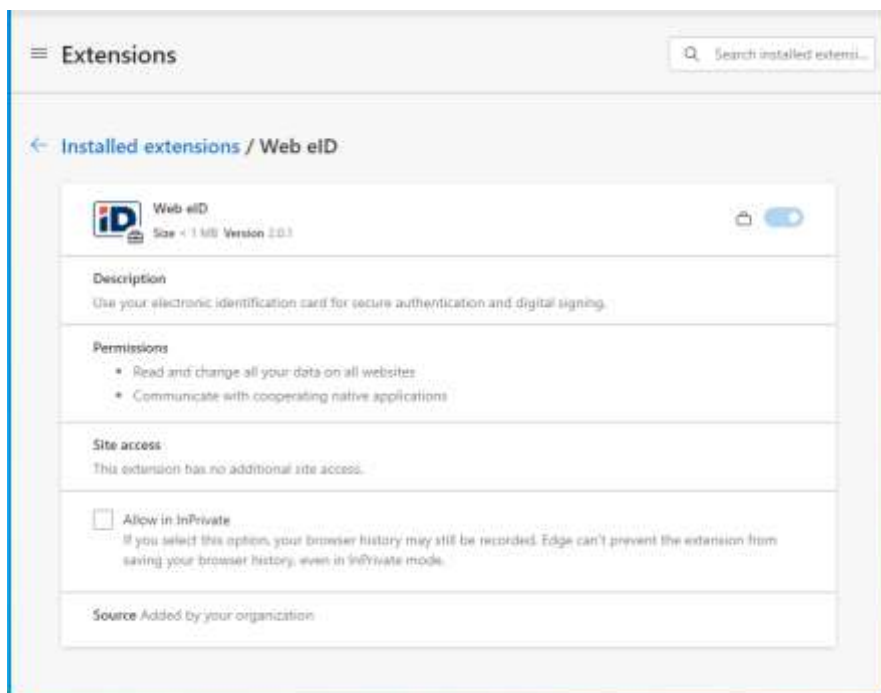 Extensions
Search installed extensi...
Installed extensions / Web eID
iD
Web eID
Size < 1 MB Version 2.0.1
Description
Use your electronic identification card for secure authentication and digital signing.
Permissions
• Read and change all your data on all websites
• Communicate with cooperating native applications
Site access
This extension has no additional site access.
Allow in InPrivate
If you select this option, your browser history may still be recorded. Edge can't prevent the extension from
saving your browser history, even in InPrivate mode.
Source Added by your organization